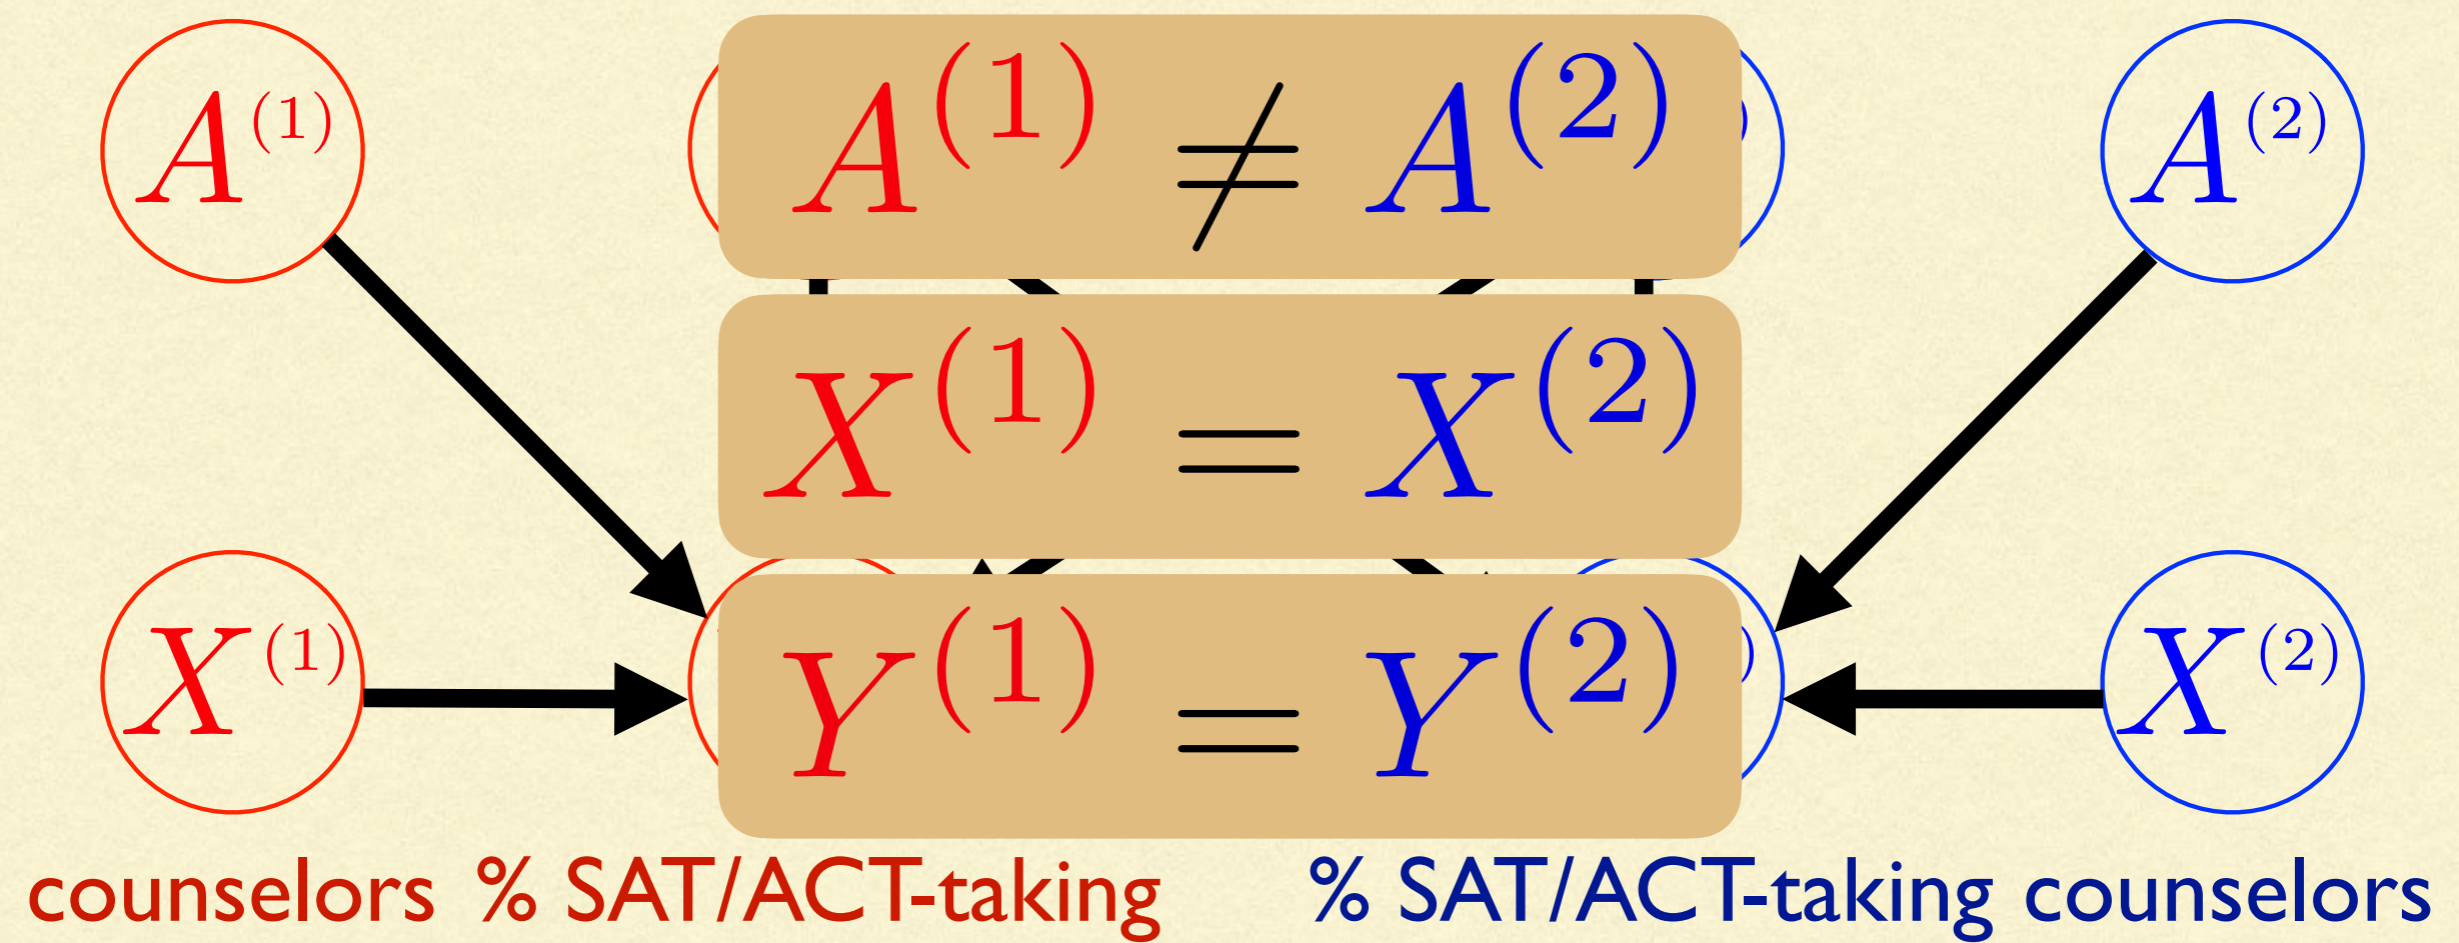 A^{(1)} A^{(1)} ≠ A^{(2)} A^{(2)}
X^{(1)} = X^{(2)}
X^{(1)} Y^{(1)} = Y^{(2)} X^{(2)}
counselors % SAT/ACT-taking % SAT/ACT-taking counselors